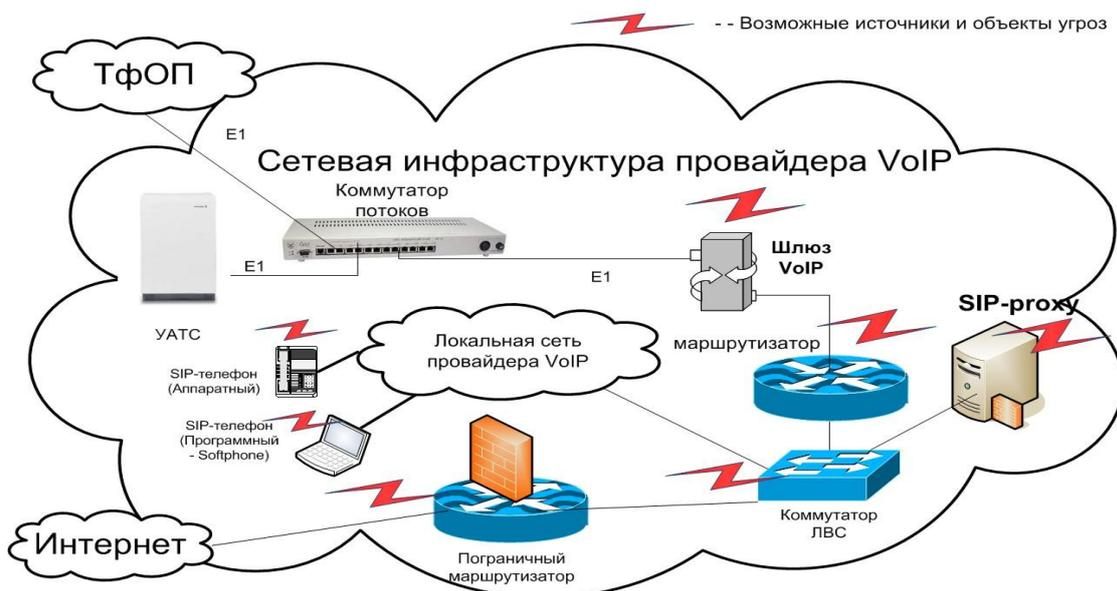 - - Возможные источники и объекты угроз
ТфОП
E1
Сетевая инфраструктура провайдера VoIP
Коммутатор
потоков
E1
E1
Шлюз
VoIP
SIP-proxy
УАТС
Локальная сеть
провайдера VoIP
маршрутизатор
SIP-телефон
(Аппаратный)
SIP-телефон
(Программный
- Softphone)
Коммутатор
ЛВС
Интернет
Пограничный
маршрутизатор